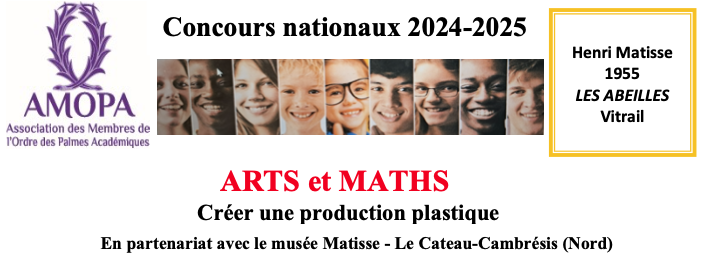 Concours nationaux 2024-2025
AMOPA
Association des Membres de
l'Ordre des Palmes Académiques
Henri Matisse
1955
LES ABEILLES
Vitrail
ARTS et MATHS
Créer une production plastique
En partenariat avec le musée Matisse - Le Cateau-Cambrésis (Nord)